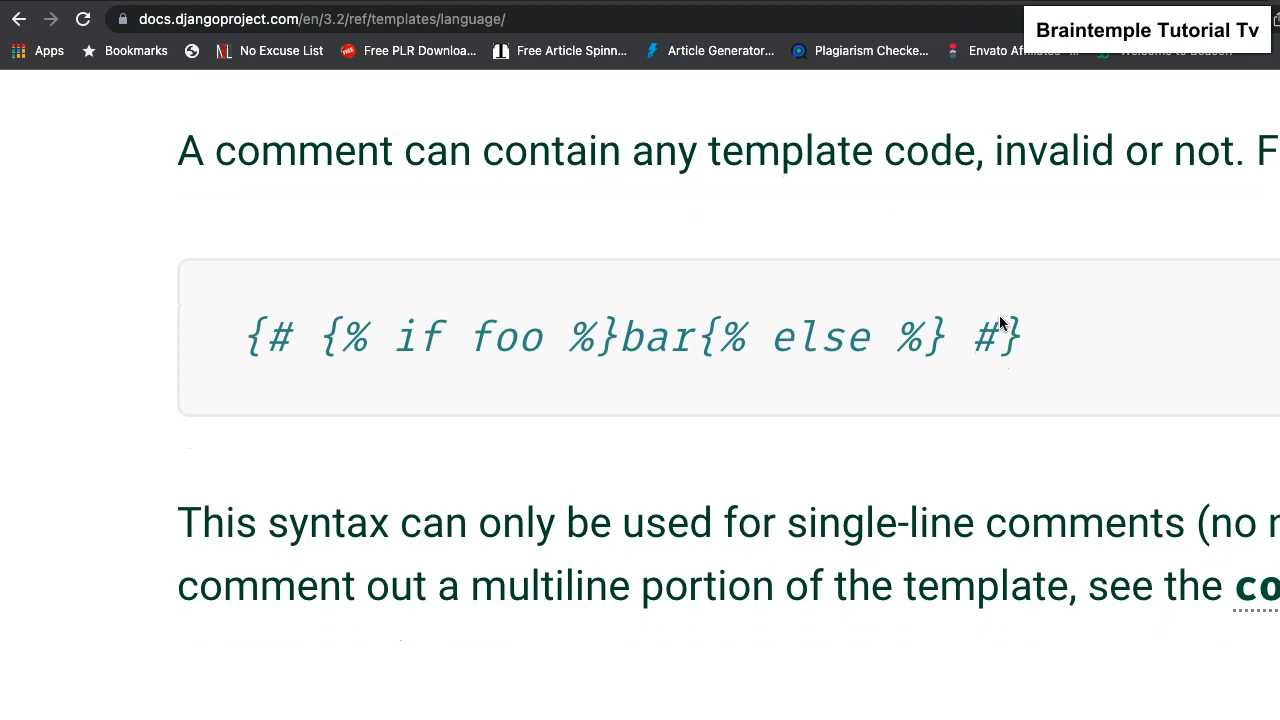 docs.djangoproject.com/en/3.2/ref/templates/language/
Braintemple Tutorial Tv
Apps Bookmarks No Excuse List Free PLR Downloa... Free Article Spinn... Article Generator... Plagiarism Checke... Envato
A comment can contain any template code, invalid or not. F
{# {% if foo %}bar{% else %} #}
This syntax can only be used for single-line comments (no
comment out a multiline portion of the template, see the co